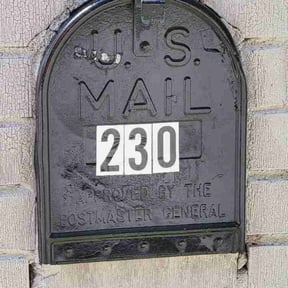 U.S.
MAIL
230
APPROVED BY THE
POSTMASTER GENERAL